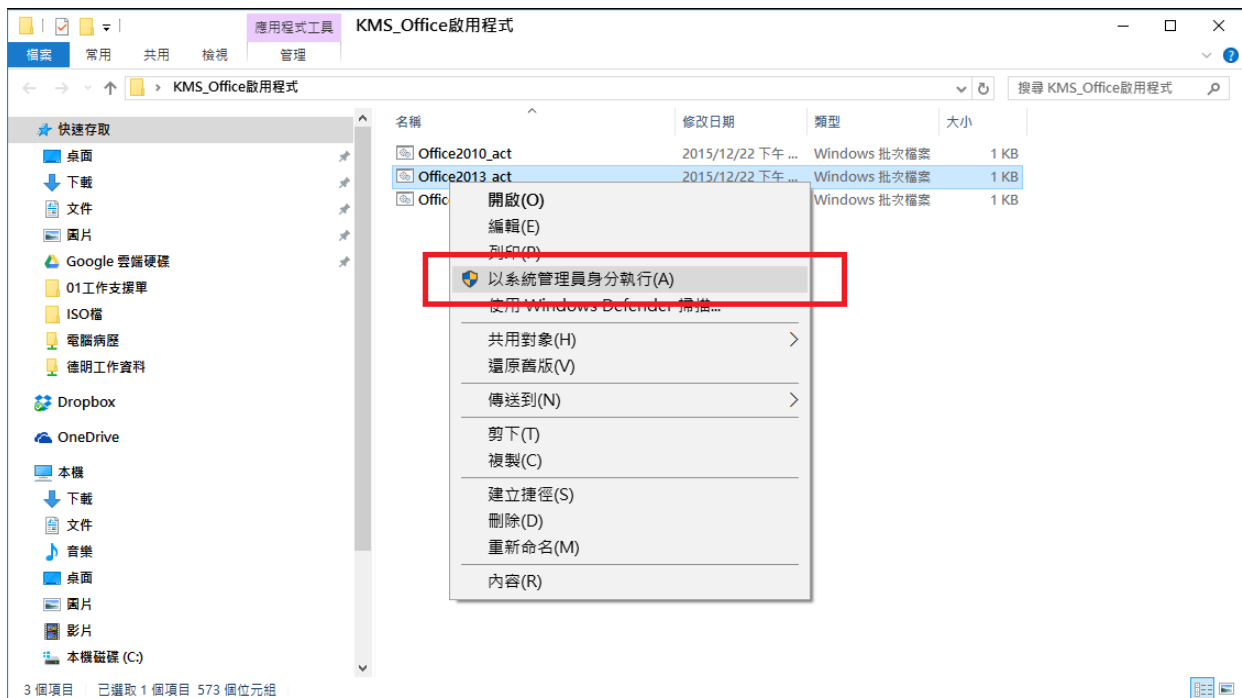 應用程式工具 KMS_Office啟用程式
檔案 常用 共用 檢視 管理
KMS_Office啟用程式 搜尋 KMS_Office啟用程式
名稱 修改日期 類型 大小
快速存取
桌面
下載
文件
圖片
Google 雲端硬碟
01工作支援單
ISO檔
電腦病歷
德明工作資料
Dropbox
OneDrive
本機
下載
文件
音樂
桌面
圖片
影片
本機磁碟 (C:)
Office2010_act 2015/12/22 下午 ... Windows 批次檔案 1 KB
Office2013_act 2015/12/22 下午 ... Windows 批次檔案 1 KB
Offic Windows 批次檔案 1 KB
開啟(O)
編輯(E)
列印(P)
以系統管理員身分執行(A)
使用 Windows Defender 掃描...
共用對象(H)
還原舊版(V)
傳送到(N)
剪下(T)
複製(C)
建立捷徑(S)
刪除(D)
重新命名(M)
內容(R)
3 個項目 已選取 1 個項目 573 個位元組